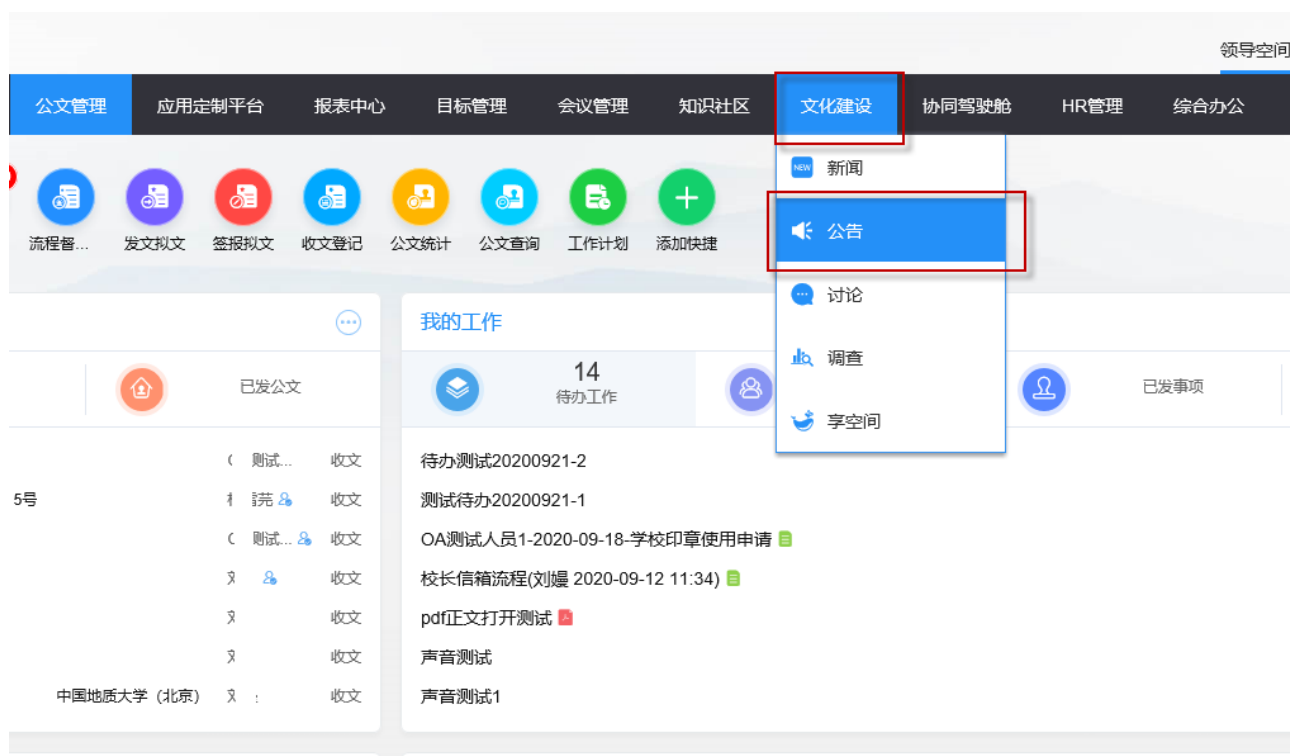 领导空间
公文管理 应用定制平台 报表中心 目标管理 会议管理 知识社区 文化建设 协同驾驶舱 HR管理 综合办公
NEW 新闻
公告
讨论
调查
享空间
流程督... 发文拟文 签报拟文 收文登记 公文统计 公文查询 工作计划 添加快捷
我的工作
已发公文
14
待办工作
已发事项
测试... 收文
5号 收文
测试... 收文
收文
收文
收文
中国地质大学（北京） 收文
待办测试20200921-2
测试待办20200921-1
OA测试人员1-2020-09-18-学校印章使用申请
校长信箱流程(刘嫚 2020-09-12 11:34)
pdf正文打开测试
声音测试
声音测试1